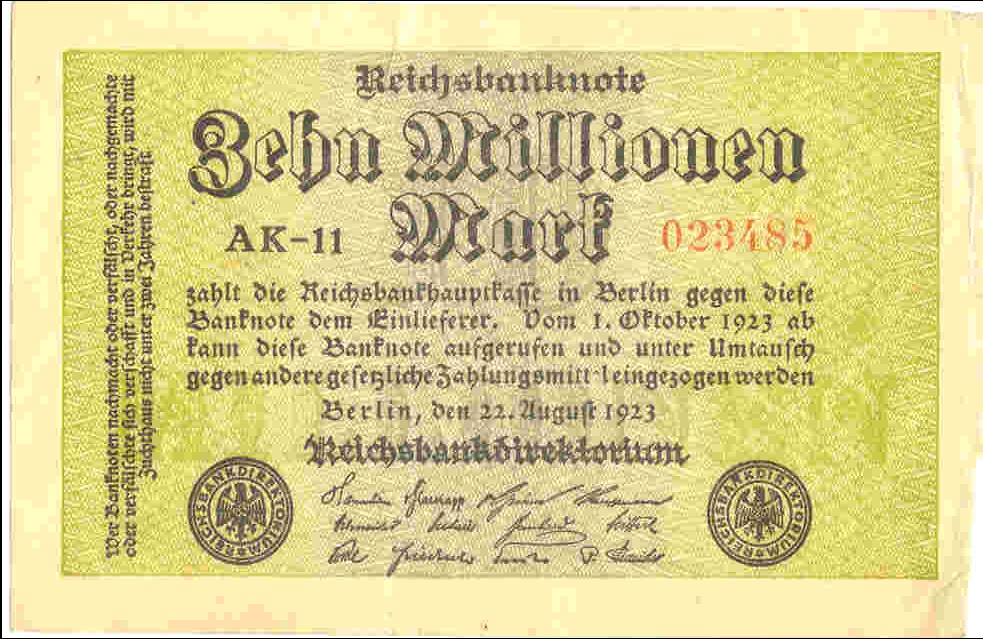 Reichsbanknote
Zehn Millionen
Mark
AK-11
023485
zahlt die Reichsbankhauptkasse in Berlin gegen diese
Banknote dem Einlieferer. Vom 1. Oktober 1923 ab
kann diese Banknote aufgerufen und unter Umtausch
gegen andere gesetzliche Zahlungsmitt l eingezogen werden
Berlin, den 22. August 1923
Reichsbankdirektorium
REICHSBANKDIREKTORIUM
REICHSBANKDIREKTORIUM
Wer Banknoten nachmacht oder verfälscht, oder nachgemachte
oder verfälschte sich verschafft und in Verkehr bringt, wird mit
Zuchthaus nicht unter zwei Jahren bestraft